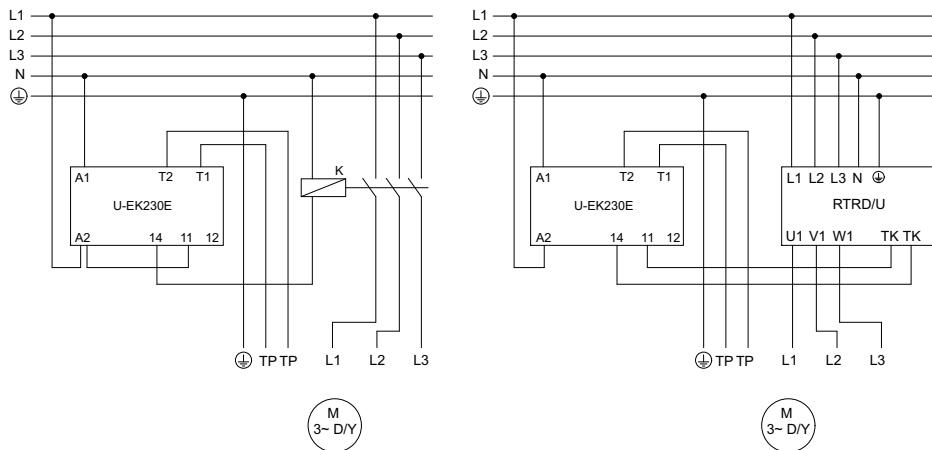 L1
L2
L3
N
A1 T2 T1
U-EK230E
A2 14 11 12
K
TP TP L1 L2 L3
M
3~ D/Y
L1
L2
L3
N
A1 T2 T1
U-EK230E
A2 14 11 12
L1 L2 L3 N
RTRD/U
U1 V1 W1 TK TK
TP TP L1 L2 L3
M
3~ D/Y